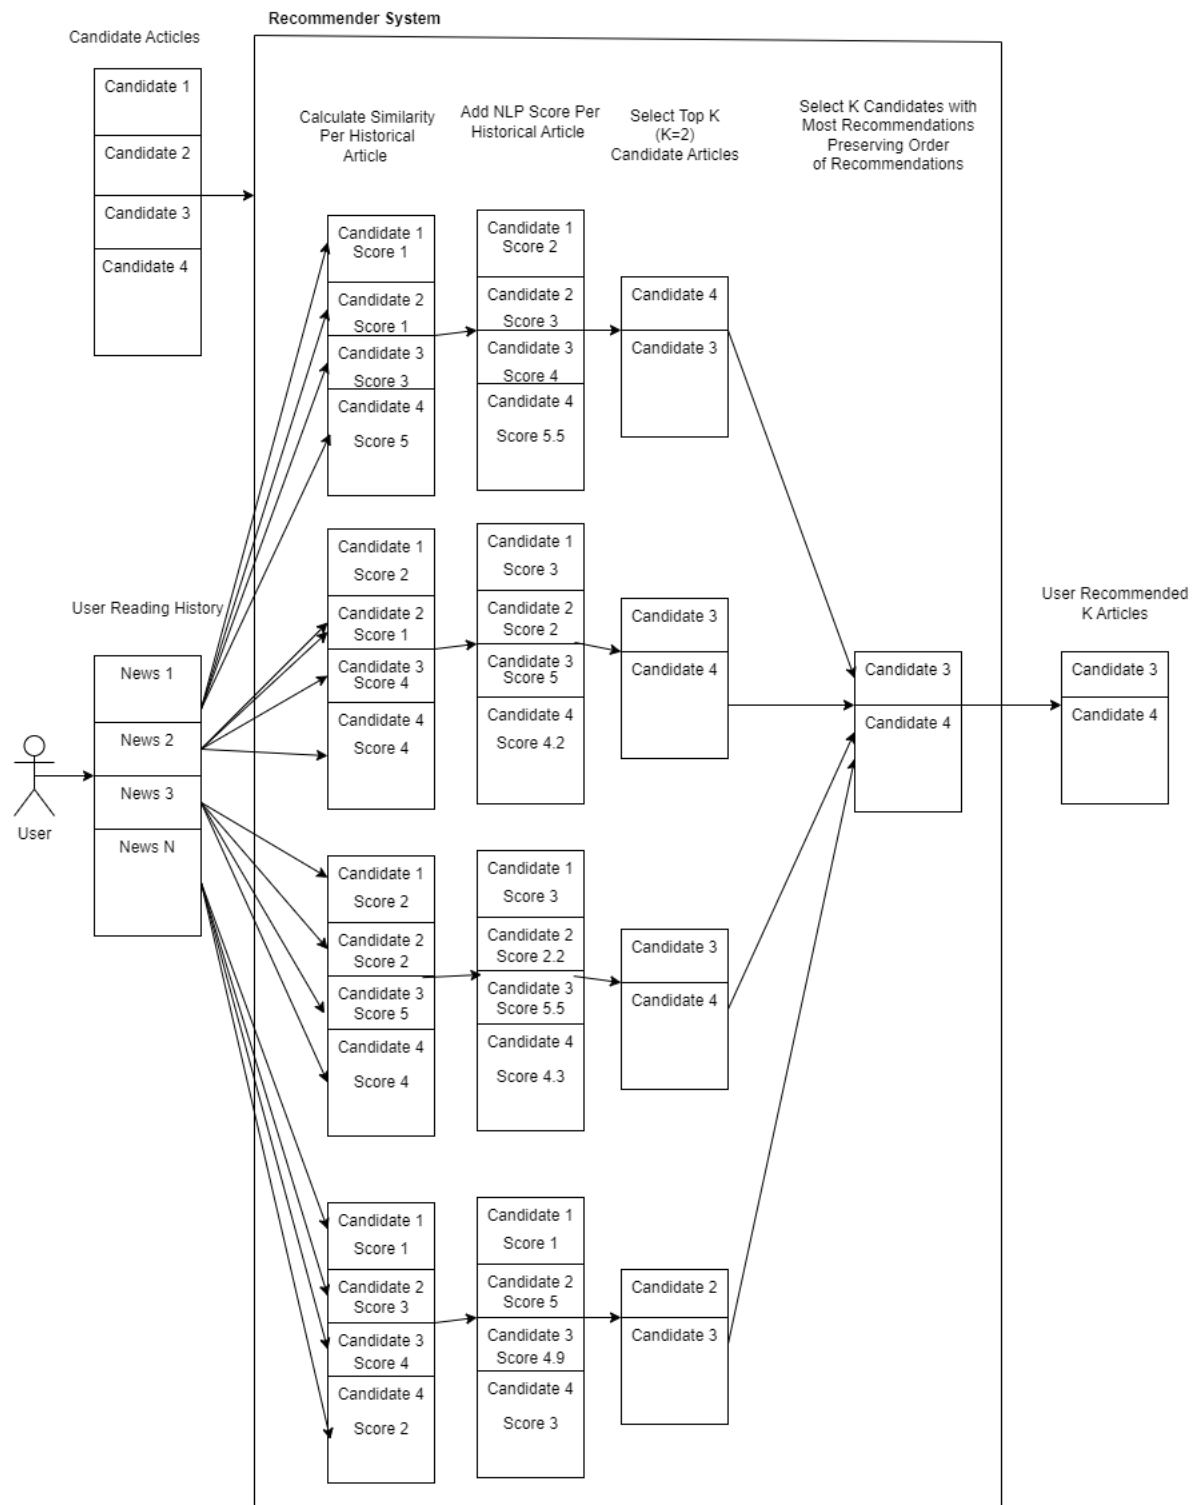 Recommender System
Candidate Acticles
Candidate 1
Candidate 2
Candidate 3
Candidate 4
Calculate Similarity
Per Historical
Article
Add NLP Score Per
Historical Article
Select Top K
(K=2)
Candidate Articles
Select K Candidates with
Most Recommendations
Preserving Order
of Recommendations
Candidate 1
Score 1
Candidate 2
Score 1
Candidate 3
Score 3
Candidate 4
Score 5
Candidate 1
Score 2
Candidate 2
Score 3
Candidate 3
Score 4
Candidate 4
Score 5.5
Candidate 4
Candidate 3
User Reading History
News 1
News 2
News 3
News N
User
Candidate 1
Score 2
Candidate 2
Score 1
Candidate 3
Score 4
Candidate 4
Score 4
Candidate 1
Score 3
Candidate 2
Score 2
Candidate 3
Score 5
Candidate 4
Score 4.2
Candidate 3
Candidate 4
Candidate 3
Candidate 4
User Recommended
K Articles
Candidate 3
Candidate 4
Candidate 1
Score 2
Candidate 2
Score 2
Candidate 3
Score 5
Candidate 4
Score 4
Candidate 1
Score 3
Candidate 2
Score 2.2
Candidate 3
Score 5.5
Candidate 4
Score 4.3
Candidate 3
Candidate 4
Candidate 1
Score 1
Candidate 2
Score 3
Candidate 3
Score 4
Candidate 4
Score 2
Candidate 1
Score 1
Candidate 2
Score 5
Candidate 3
Score 4.9
Candidate 4
Score 3
Candidate 2
Candidate 3